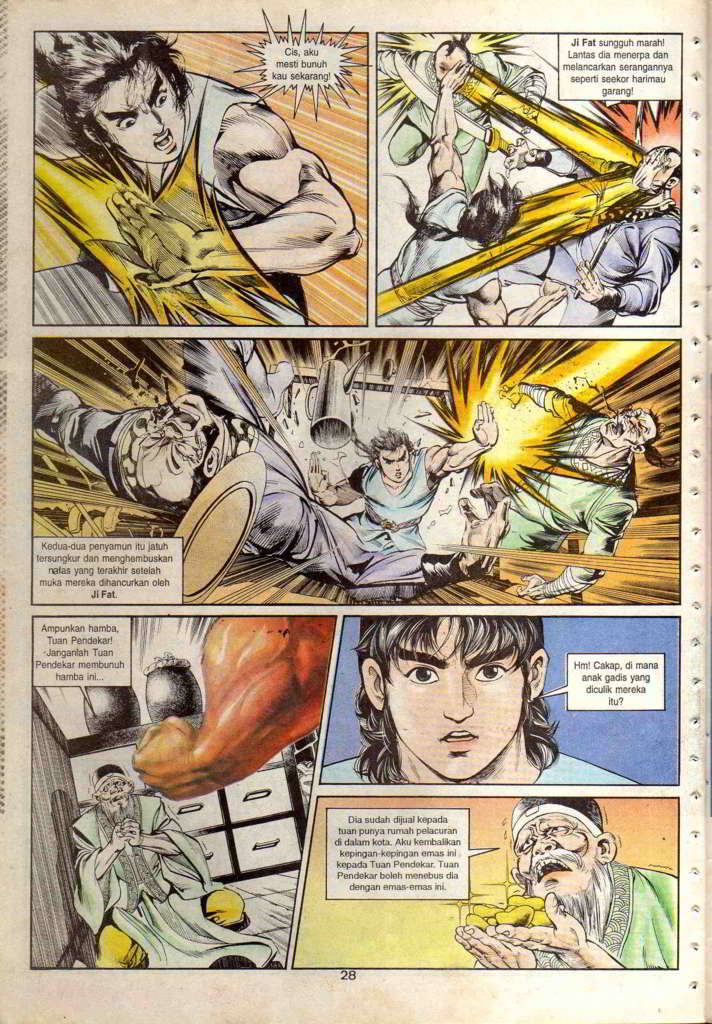 Cis, aku
mesti bunuh
kau sekarang!
Ji Fat sungguh marah!
Lantas dia menerpa dan
melancarkan serangannya
seperti seekor harimau
garang!
Kedua-dua penyamun itu jatuh
tersungkur dan menghembuskan
nafas yang terakhir setelah
muka mereka dihancurkan oleh
Ji Fat.
Ampunkan hamba,
Tuan Pendekar!
Janganlah Tuan
Pendekar membunuh
hamba ini...
Hm! Cakap, di mana
anak gadis yang
diculik mereka
itu?
Dia sudah dijual kepada
tuan punya rumah pelacuran
di dalam kota. Aku kembalikan
kepingan-kepingan emas ini
kepada Tuan Pendekar. Tuan
Pendekar boleh menebus dia
dengan emas-emas ini.
28